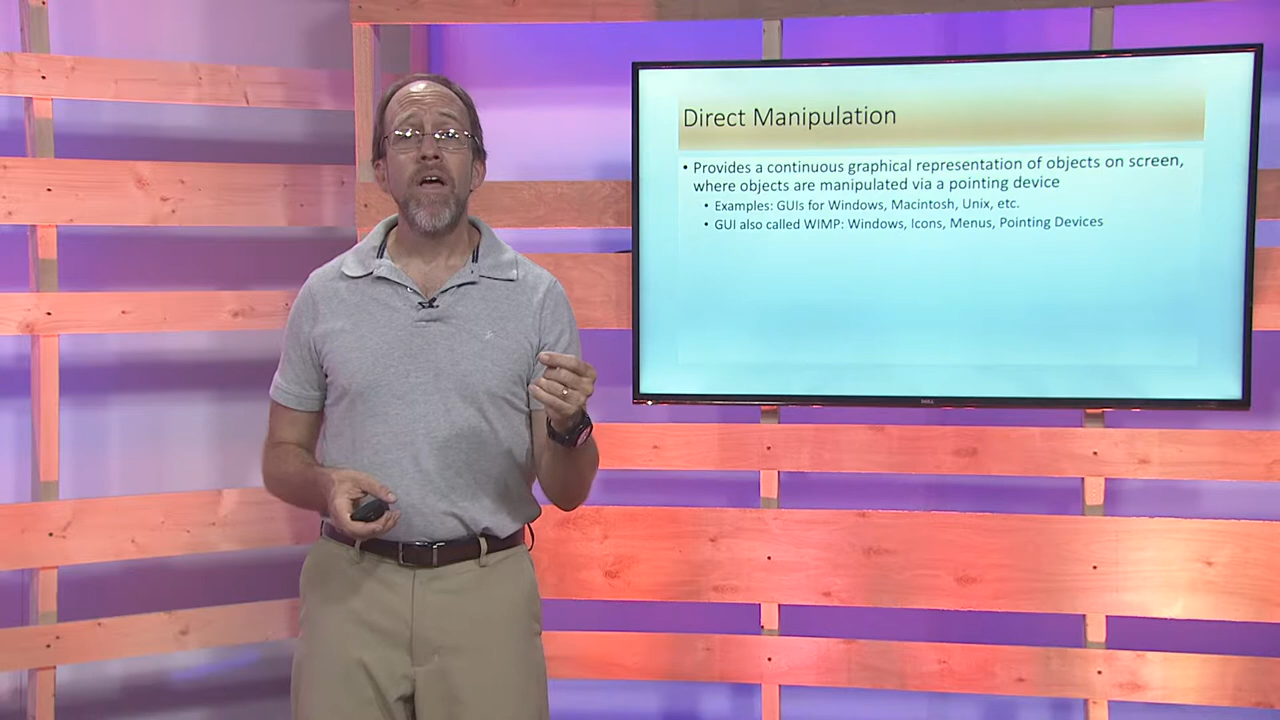 Direct Manipulation
• Provides a continuous graphical representation of objects on screen,
where objects are manipulated via a pointing device
• Examples: GUIs for Windows, Macintosh, Unix, etc.
• GUI also called WIMP: Windows, Icons, Menus, Pointing Devices
DELL